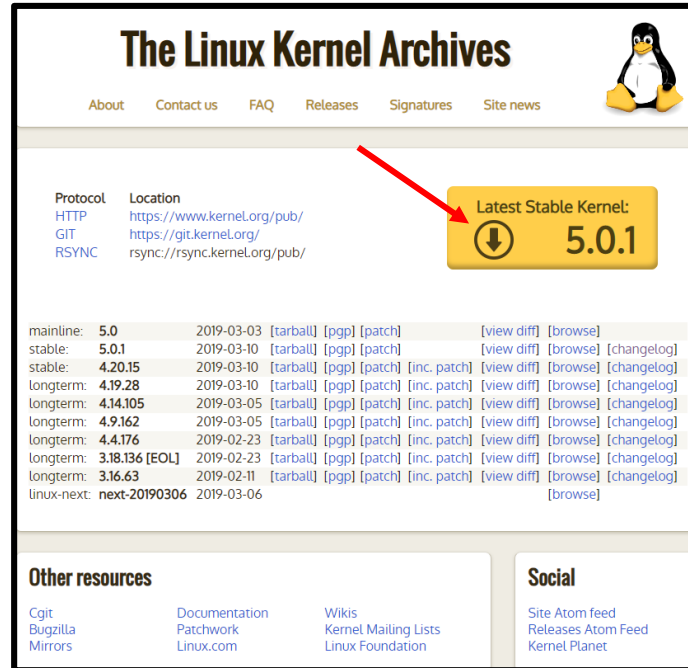 The Linux Kernel Archives
About Contact us FAQ Releases Signatures Site news
Protocol Location
HTTP https://www.kernel.org/pub/
GIT https://git.kernel.org/
RSYNC rsync://rsync.kernel.org/pub/
Latest Stable Kernel:
5.0.1
mainline: 5.0 2019-03-03 [tarball] [pgp] [patch] [view diff] [browse]
stable: 5.0.1 2019-03-10 [tarball] [pgp] [patch] [view diff] [browse] [changelog]
stable: 4.20.15 2019-03-10 [tarball] [pgp] [patch] [inc. patch] [view diff] [browse] [changelog]
longterm: 4.19.28 2019-03-10 [tarball] [pgp] [patch] [inc. patch] [view diff] [browse] [changelog]
longterm: 4.14.105 2019-03-05 [tarball] [pgp] [patch] [inc. patch] [view diff] [browse] [changelog]
longterm: 4.9.162 2019-03-05 [tarball] [pgp] [patch] [inc. patch] [view diff] [browse] [changelog]
longterm: 4.4.176 2019-02-23 [tarball] [pgp] [patch] [inc. patch] [view diff] [browse] [changelog]
longterm: 3.18.136 [EOL] 2019-02-23 [tarball] [pgp] [patch] [inc. patch] [view diff] [browse] [changelog]
longterm: 3.16.63 2019-02-11 [tarball] [pgp] [patch] [inc. patch] [view diff] [browse] [changelog]
linux-next: next-20190306 2019-03-06 [browse]
Other resources
Cgit Documentation Wikis
Bugzilla Patchwork Kernel Mailing Lists
Mirrors Linux.com Linux Foundation
Social
Site Atom feed
Releases Atom Feed
Kernel Planet